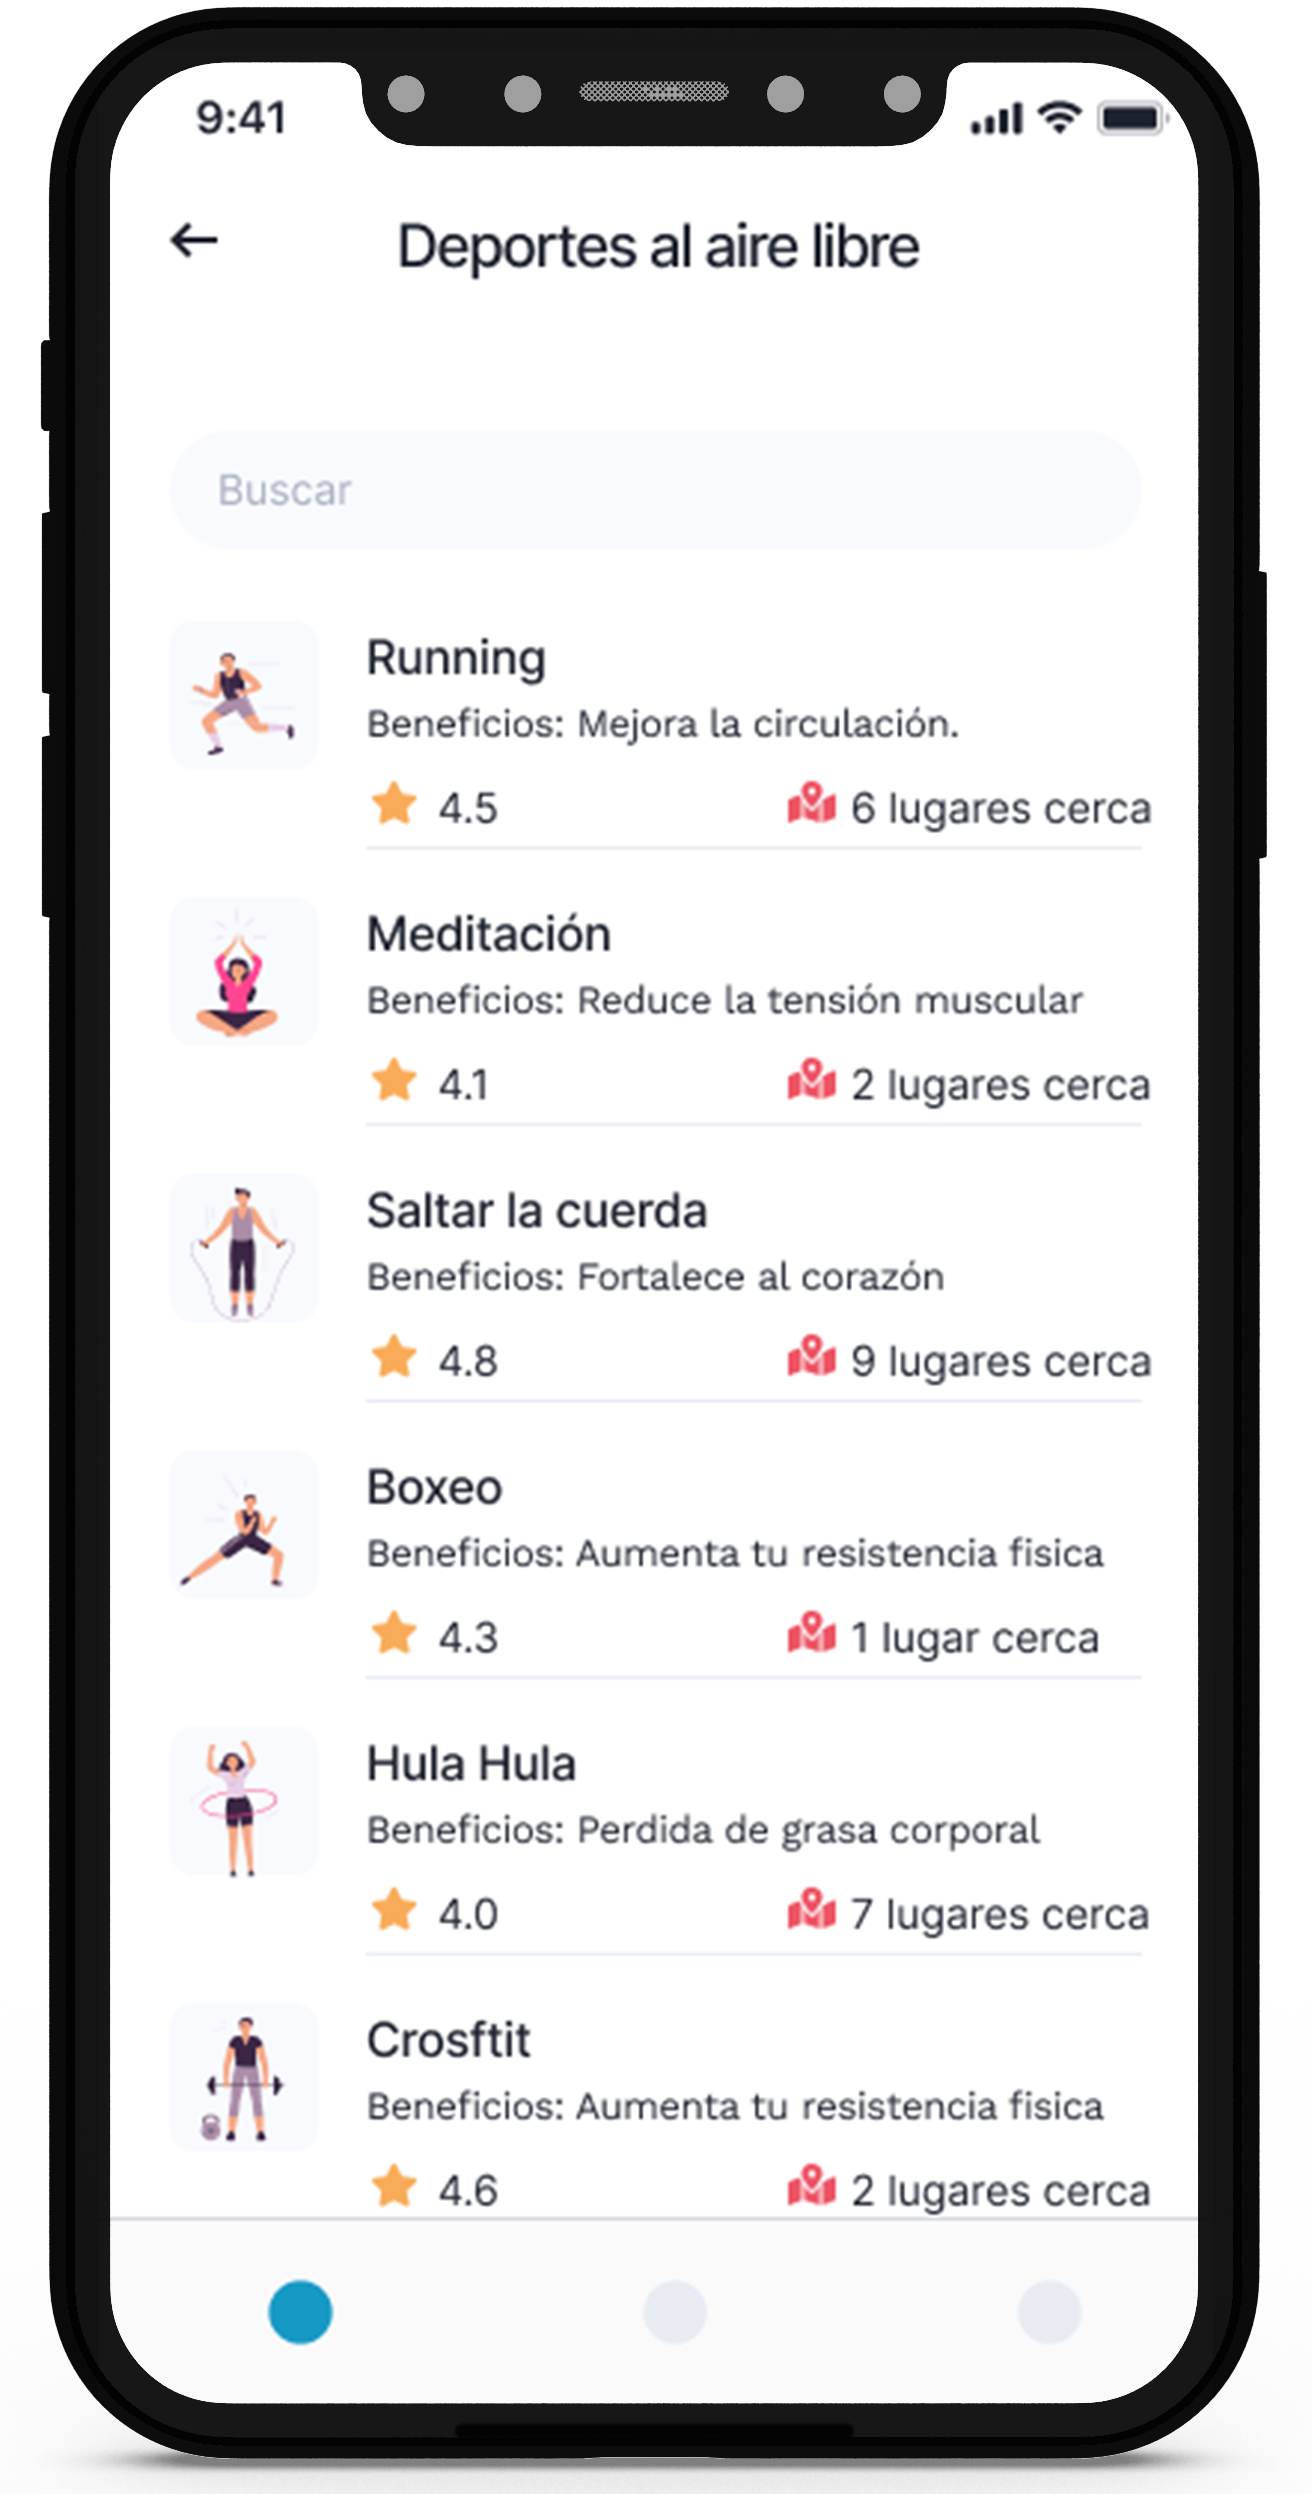 9:41
Deportes al aire libre
Buscar
Running
Beneficios: Mejora la circulación.
4.5
6 lugares cerca
Meditación
Beneficios: Reduce la tensión muscular
4.1
2 lugares cerca
Saltar la cuerda
Beneficios: Fortalece al corazón
4.8
9 lugares cerca
Boxeo
Beneficios: Aumenta tu resistencia fisica
4.3
1 lugar cerca
Hula Hula
Beneficios: Perdida de grasa corporal
4.0
7 lugares cerca
Crosftit
Beneficios: Aumenta tu resistencia fisica
4.6
2 lugares cerca